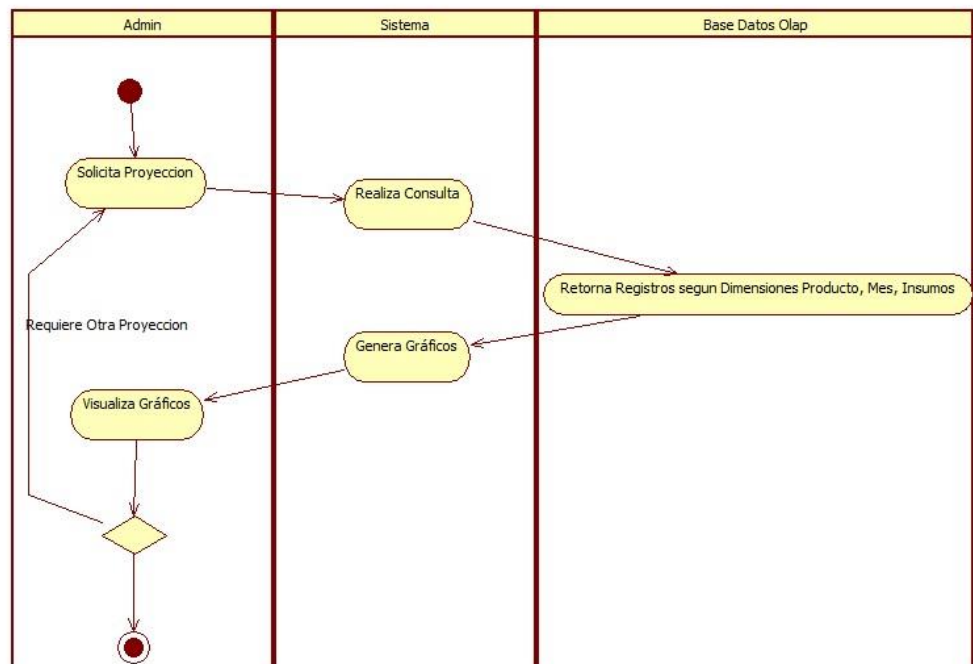 Admin
Sistema
Base Datos Olap
Solicita Proyeccion
Realiza Consulta
Retorna Registros segun Dimensiones Producto, Mes, Insumos
Requiere Otra Proyeccion
Genera Gráficos
Visualiza Gráficos